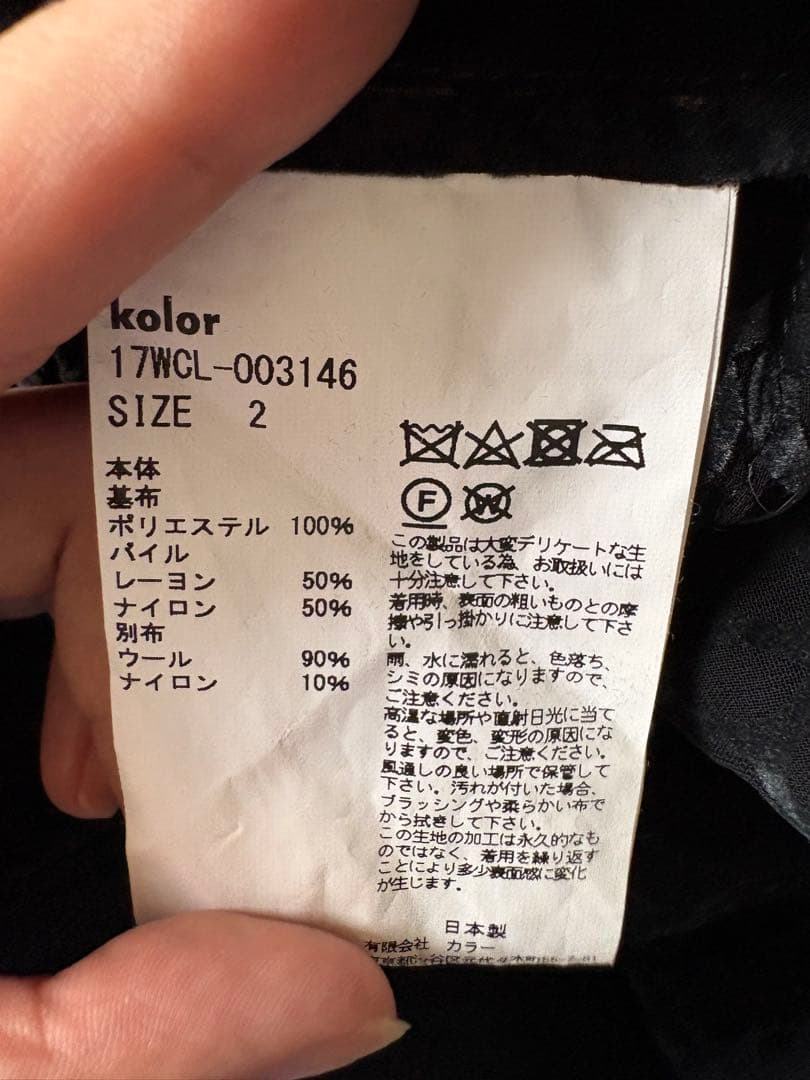 kolor
17WCL-003146
SIZE 2
本体
基布
ポリエステル 100%
パイル
レーヨン 50%
ナイロン 50%
別布
ウール 90%
ナイロン 10%
F
W
この製品は大変デリケートな生
地をしている為、お取扱いには
十分注意して下さい。
着用時、表面の粗いものとの摩
擦や引っ掛かりに注意して下さ
い。
雨、水に濡れると、色落ち、
シミの原因になりますので、
ご注意ください。
高温な場所や直射日光に当て
ると、変色、変形の原因にな
りますので、ご注意ください。
風通しの良い場所で保管して
下さい。汚れが付いた場合、
ブラッシングや柔らかい布で
から拭きして下さい。
この生地の加工は永久的なも
のではなく、着用を繰り返す
ことにより多少表面感に変化
が生じます。
日本製
有限会社 カラー